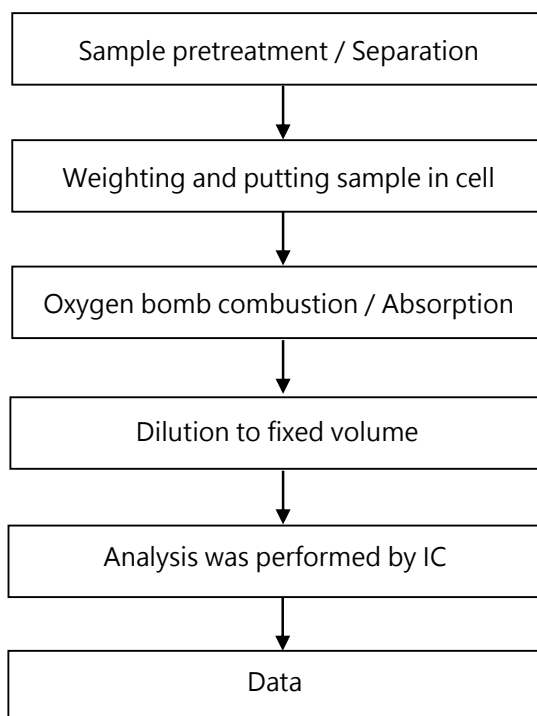 Sample pretreatment / Separation
Weighting and putting sample in cell
Oxygen bomb combustion / Absorption
Dilution to fixed volume
Analysis was performed by IC
Data